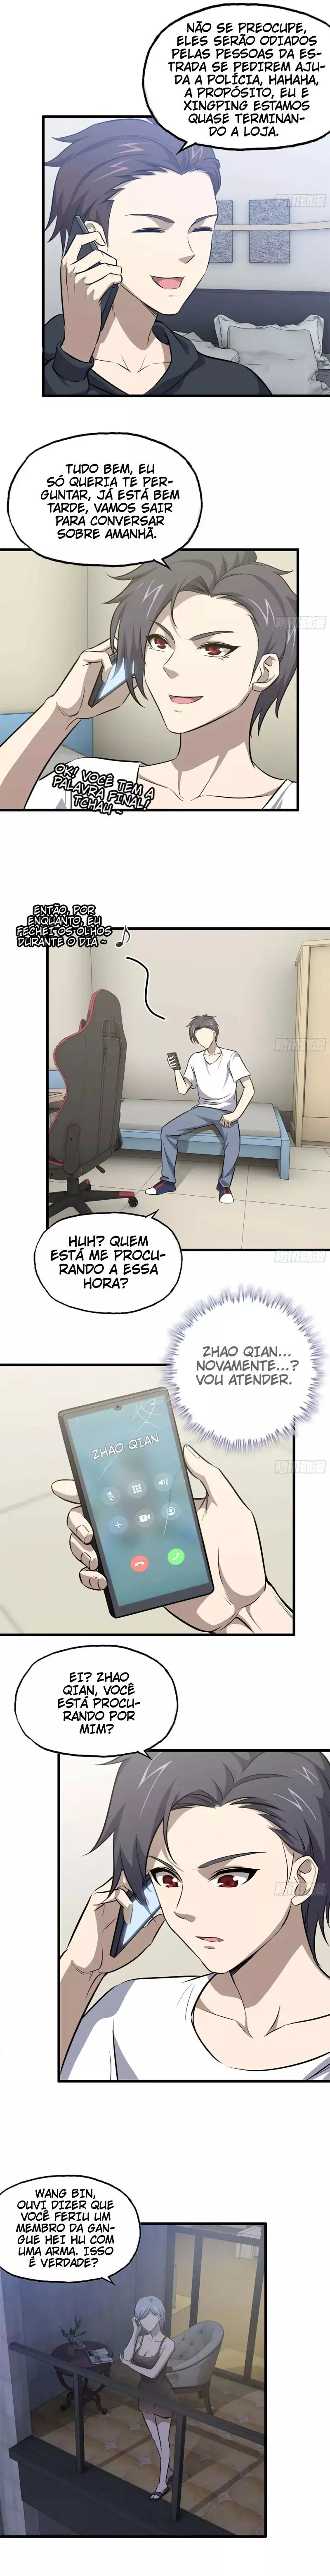 NÃO SE PREOCUPE,
ELES SERÃO ODIADOS
PELAS PESSOAS DA ES-
TRADA SE PEDIREM AJU-
DA A POLÍCIA, HAHAHA,
A PROPÓSITO, EU E
XINGPING ESTAMOS
QUASE TERMINAN-
DO A LOJA.
TUDO BEM, EU
SÓ QUERIA TE PER-
GUNTAR, JÁ ESTÁ BEM
TARDE, VAMOS SAIR
PARA CONVERSAR
SOBRE AMANHÃ.
OK! VOCÊ TEM A
PALAVRA FINAL!
TCHAU ~
ENTÃO, POR
ENQUANTO, EU
FECHEI OS OLHOS
DURANTE O DIA ~
HUH? QUEM
ESTÁ ME PROCU-
RANDO A ESSA
HORA?
ZHAO QIAN...
NOVAMENTE...?
VOU ATENDER.
ZHAO QIAN
EI? ZHAO
QIAN, VOCÊ
ESTÁ PROCU-
RANDO POR
MIM?
WANG BIN,
OUVI DIZER QUE
VOCÊ FERIU UM
MEMBRO DA GAN-
GUE HEI HU COM
UMA ARMA. ISSO
É VERDADE?